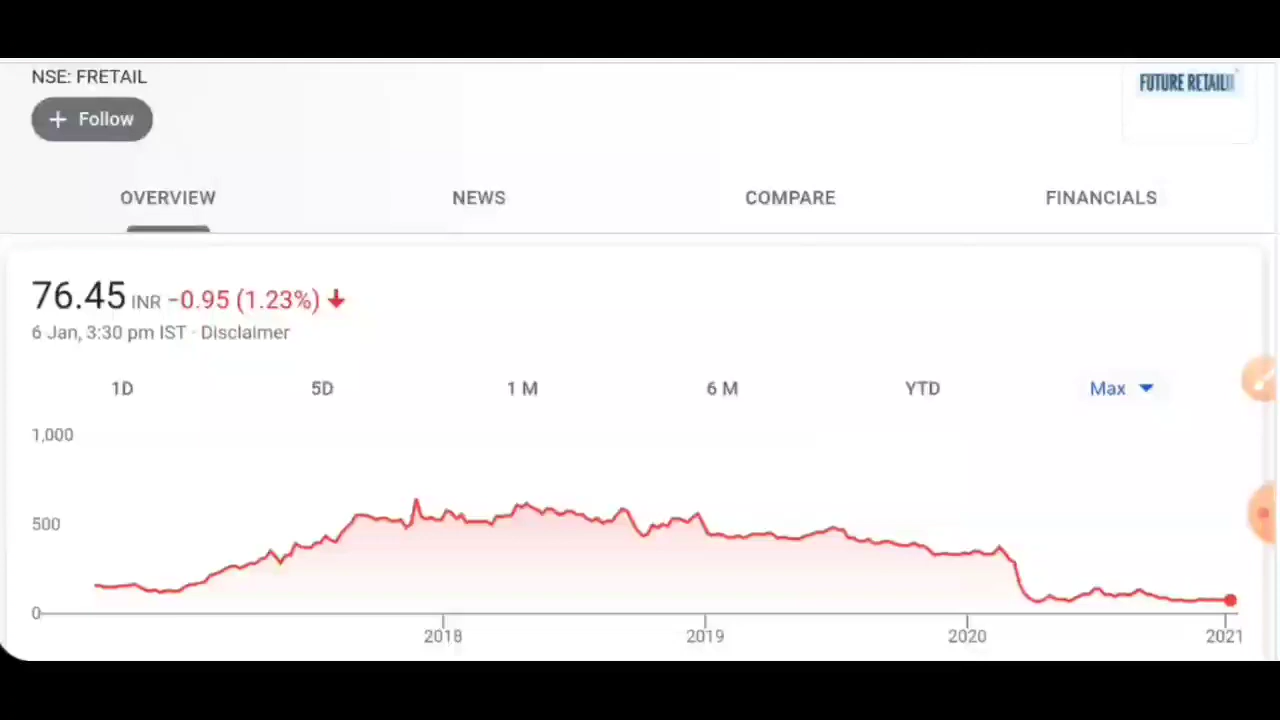 NSE: FRETAIL
FUTURE RETAIL
+ Follow
OVERVIEW NEWS COMPARE FINANCIALS
76.45 INR −0.95 (1.23%)
6 Jan, 3:30 pm IST · Disclaimer
1D 5D 1 M 6 M YTD Max
1,000
500
0
2018 2019 2020 2021